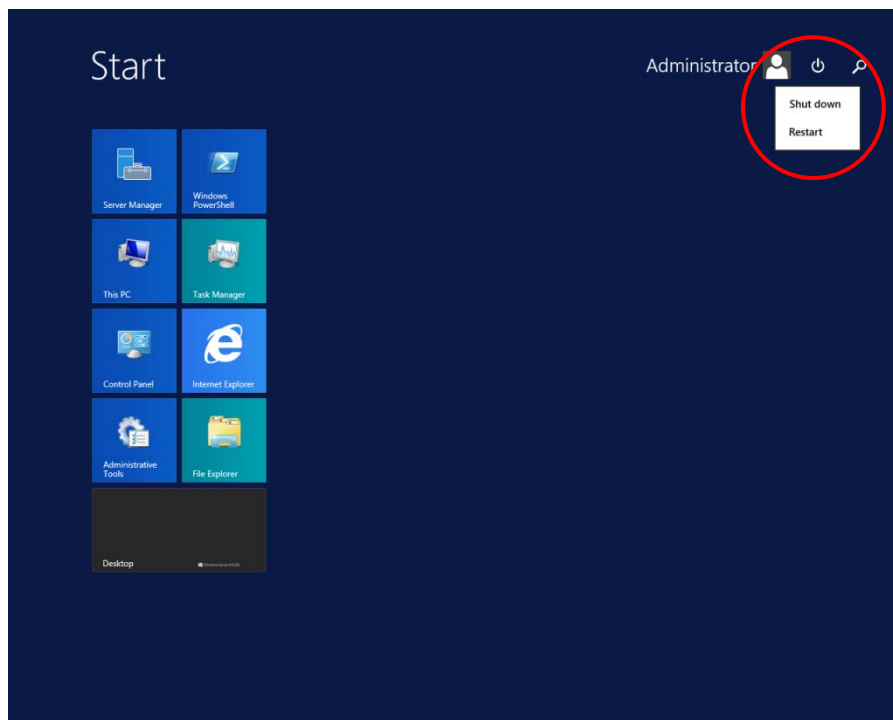 Start
Administrator
Shut down
Restart
Server Manager
Windows
PowerShell
This PC
Task Manager
Control Panel
Internet Explorer
Administrative
Tools
File Explorer
Desktop